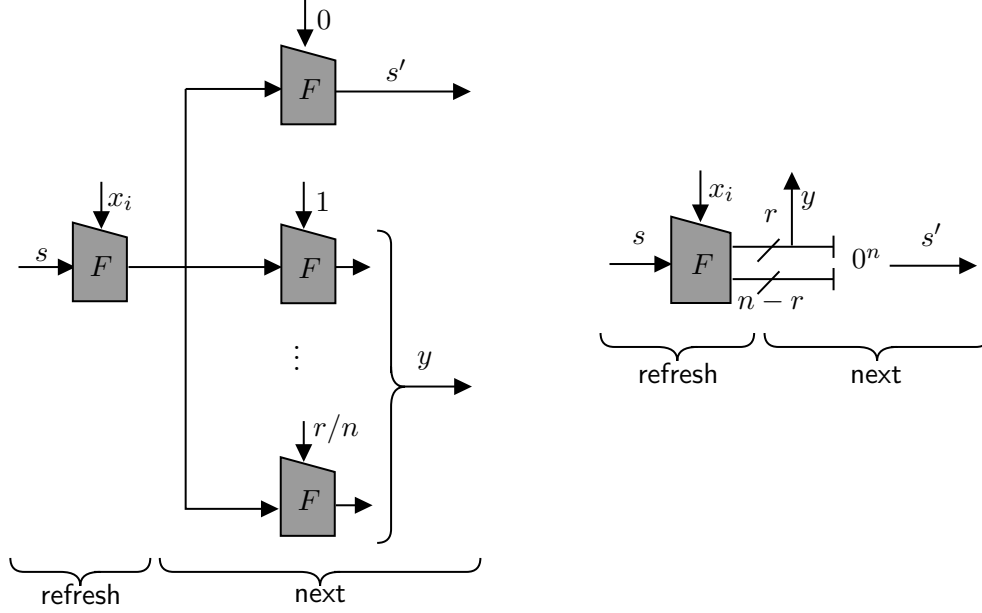 0
F
s′
x_i
s
F
1
F
⋮
y
r/n
F
refresh
next
x_i
r
y
s
F
0^n
s′
n − r
refresh
next